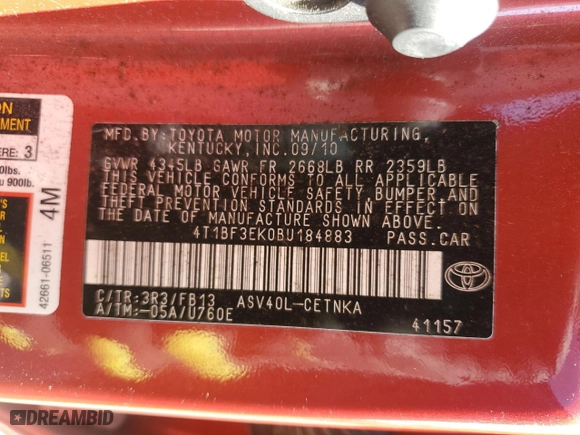 ON
EMENT
ERE: 3
0lbs.
u 900lb.
4M
42661-06511
MFD. BY: TOYOTA MOTOR MANUFACTURING,
KENTUCKY, INC. 09/10
GVWR 4345LB GAWR FR 2668LB RR 2359LB
THIS VEHICLE CONFORMS TO ALL APPLICABLE
FEDERAL MOTOR VEHICLE SAFETY, BUMPER, AND
THEFT PREVENTION STANDARDS IN EFFECT ON
THE DATE OF MANUFACTURE SHOWN ABOVE.
4T1BF3EK0BU184883 PASS. CAR
TOYOTA
C/TR: 3R3/FB13 ASV40L-CETNKA
A/TM: -05A/U760E
41157
DREAMBID